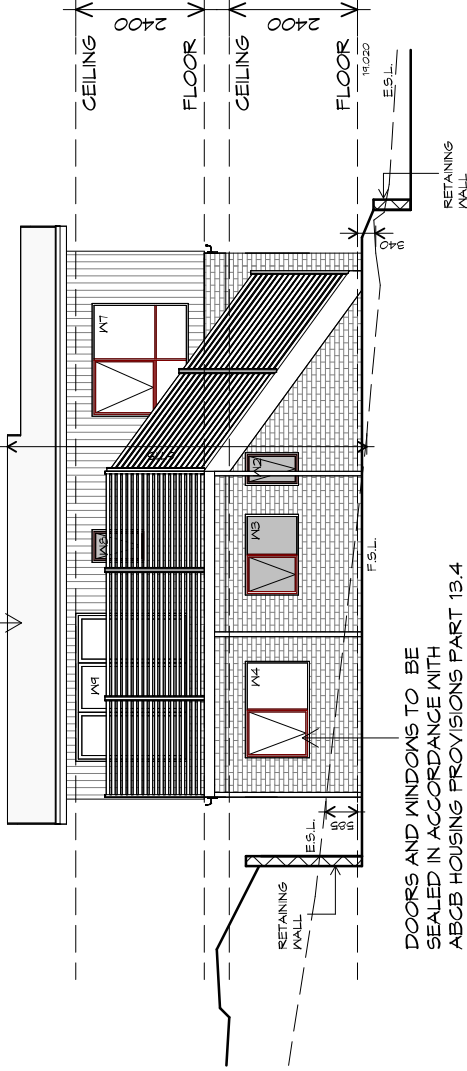 2400
CEILING
FLOOR
2400
CEILING
FLOOR
19.020
E.S.L.
RETAINING
WALL
340
W7
W8
W9
W2
W3
W4
F.S.L.
585
E.S.L.
RETAINING
WALL
DOORS AND WINDOWS TO BE
SEALED IN ACCORDANCE WITH
ABCB HOUSING PROVISIONS PART 13.4